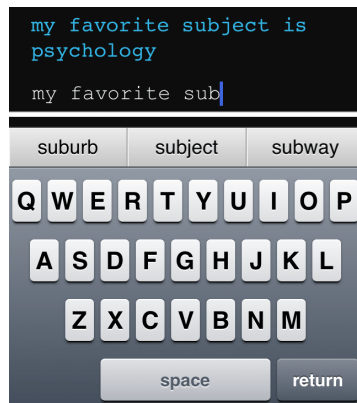 my favorite subject is
psychology
my favorite sub
suburb subject subway
Q W E R T Y U I O P
A S D F G H J K L
Z X C V B N M
space return